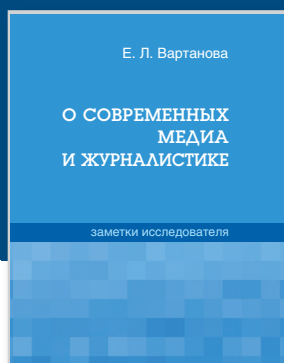 Е. Л. Вартанова
О СОВРЕМЕННЫХ
МЕДИА
И ЖУРНАЛИСТИКЕ
заметки исследователя